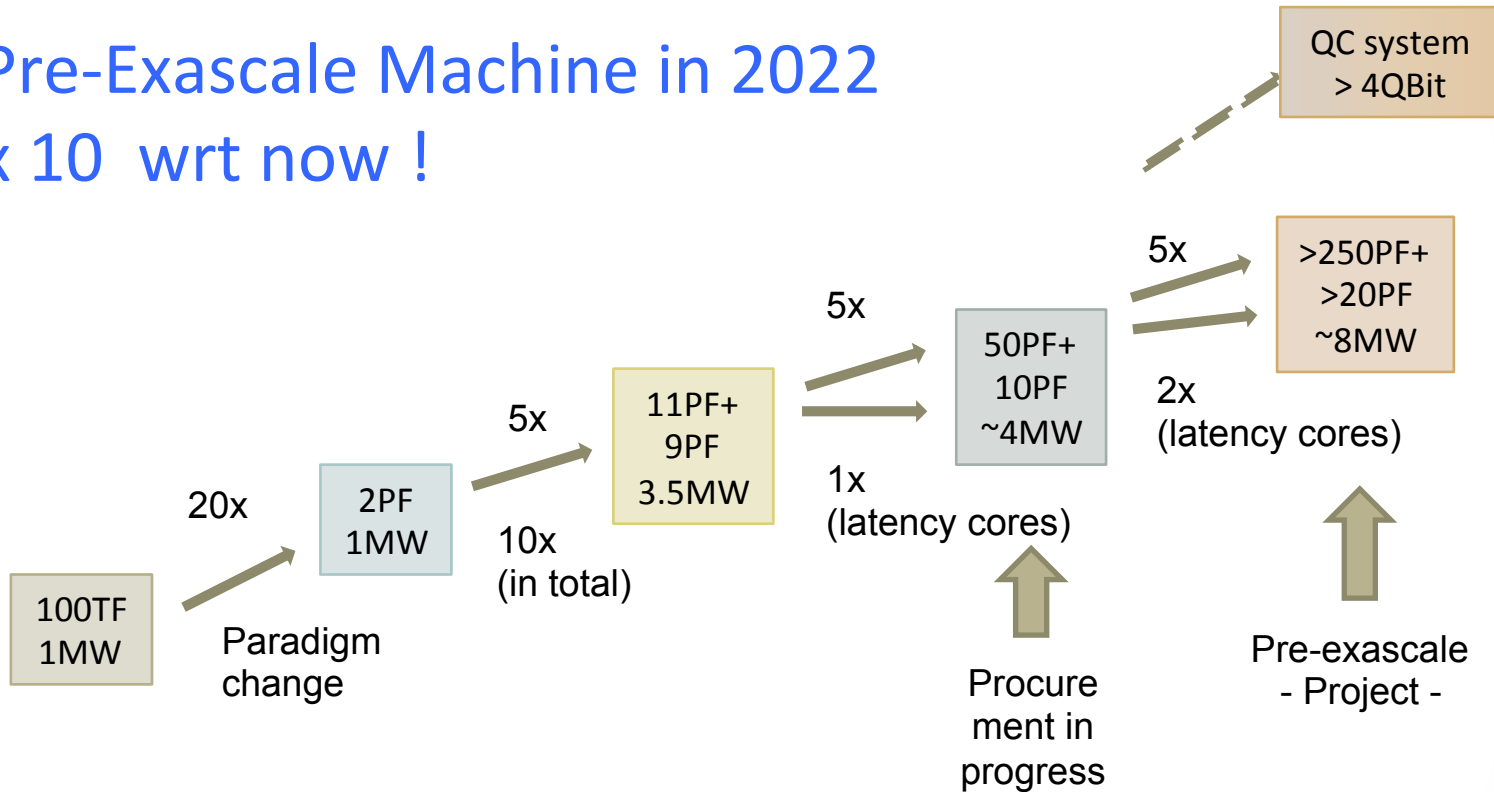 Pre-Exascale Machine in 2022
x 10 wrt now !
QC system
> 4QBit
5x
>250PF+
>20PF
~8MW
2x
(latency cores)
5x
50PF+
10PF
~4MW
1x
(latency cores)
5x
11PF+
9PF
3.5MW
10x
(in total)
20x
2PF
1MW
100TF
1MW
Paradigm
change
Procure
ment in
progress
Pre-exascale
- Project -